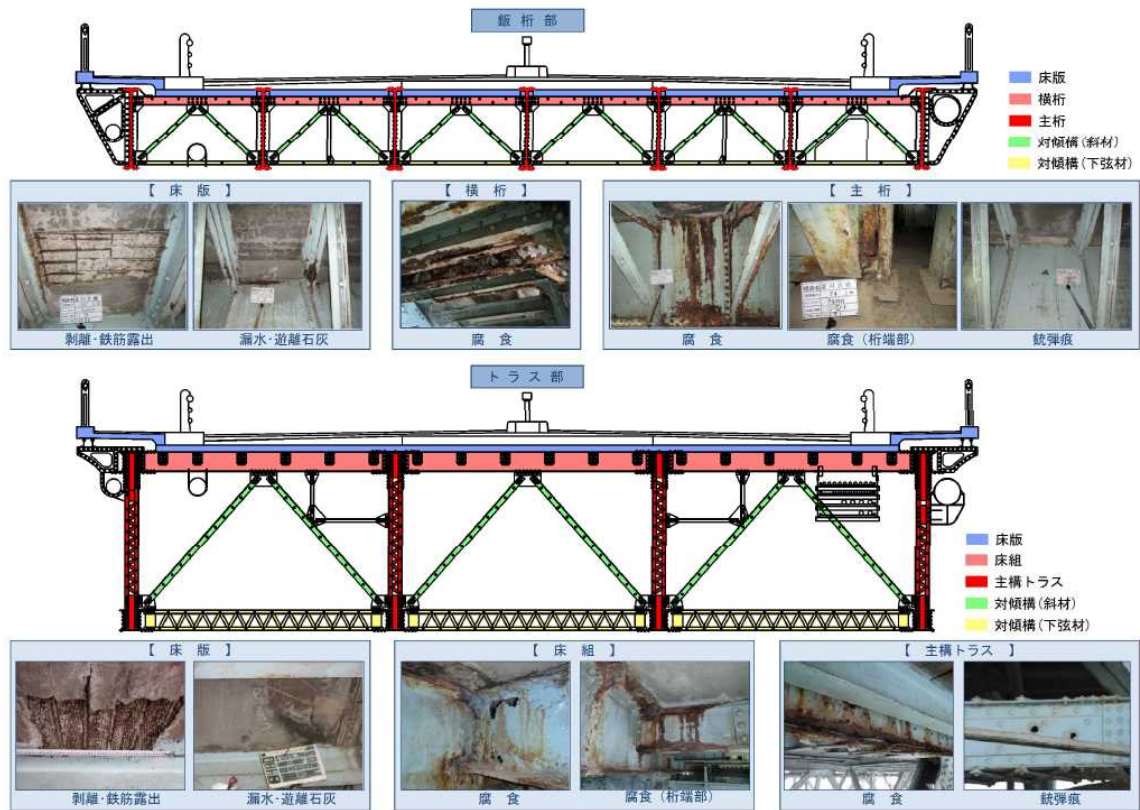 鈑桁部
床版
横桁
主桁
対傾構(斜材)
対傾構(下弦材)
【 床 版 】
剥離・鉄筋露出
漏水・遊離石灰
【 横 桁 】
腐 食
【 主 桁 】
腐 食
腐食（桁端部）
銃弾痕
トラス部
床版
床組
主構トラス
対傾構(斜材)
対傾構(下弦材)
【 床 版 】
剥離・鉄筋露出
漏水・遊離石灰
【 床 組 】
腐 食
腐食（桁端部）
【 主構トラス 】
腐 食
銃弾痕